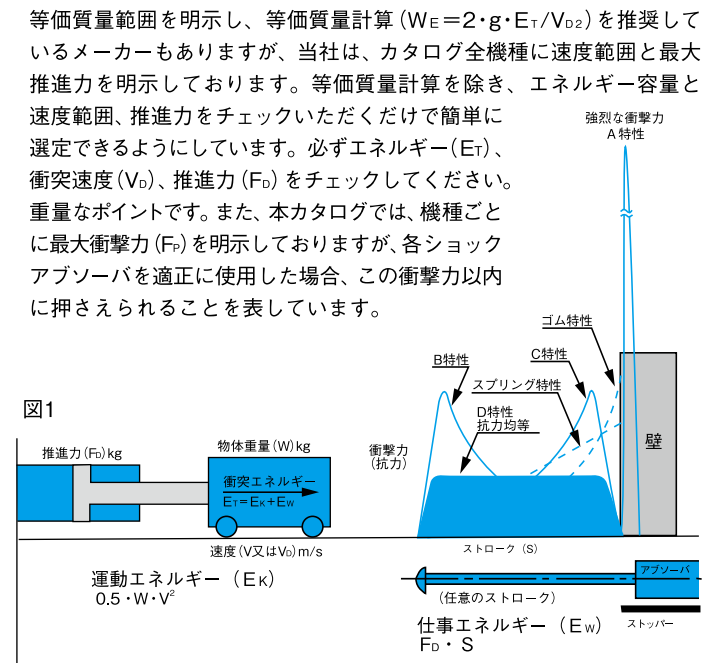 等価質量範囲を明示し、等価質量計算(WE＝2・g・ET/VD2)を推奨して
いるメーカーもありますが、当社は、カタログ全機種に速度範囲と最大
推進力を明示しております。等価質量計算を除き、エネルギー容量と
速度範囲、推進力をチェックいただくだけで簡単に
選定できるようにしています。必ずエネルギー(ET)、
衝突速度(VD)、推進力(FD)をチェックしてください。
重量なポイントです。また、本カタログでは、機種ごと
に最大衝撃力(FP)を明示しておりますが、各ショック
アブソーバを適正に使用した場合、この衝撃力以内
に押さえられることを表しています。
強烈な衝撃力
A特性
ゴム特性
B特性
C特性
スプリング特性
D特性
抗力均等
衝撃力
(抗力)
壁
図1
推進力(FD)kg
物体重量(W)kg
衝突エネルギー
ET＝EK+EW
速度(V又はVD)m/s
運動エネルギー(EK)
0.5・W・V²
ストローク(S)
アブソーバ
(任意のストローク)
ストッパー
仕事エネルギー(EW)
FD・S